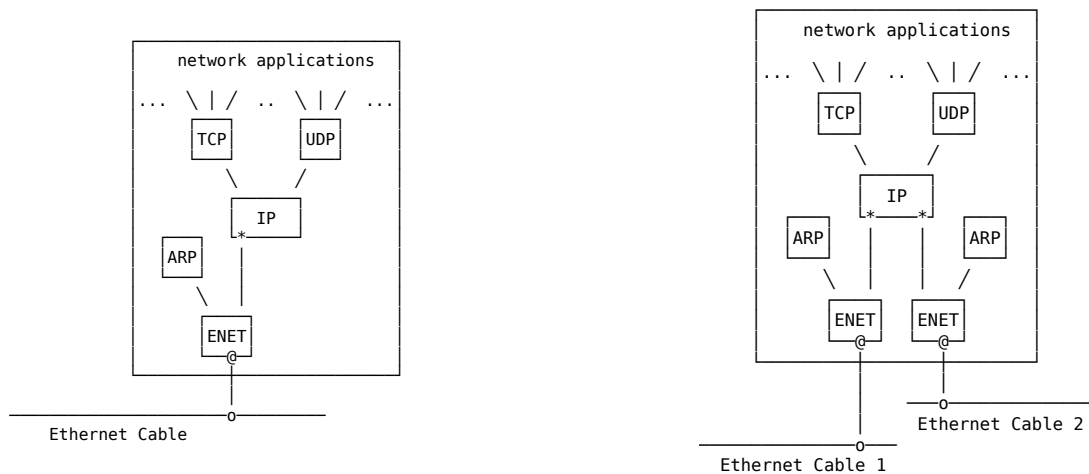 network applications
... \ | / .. \ | / ...
TCP UDP
IP
*
ARP
ENET
@
o
Ethernet Cable
network applications
... \ | / .. \ | / ...
TCP UDP
IP
* *
ARP ARP
ENET ENET
@ @
o
Ethernet Cable 2
o
Ethernet Cable 1